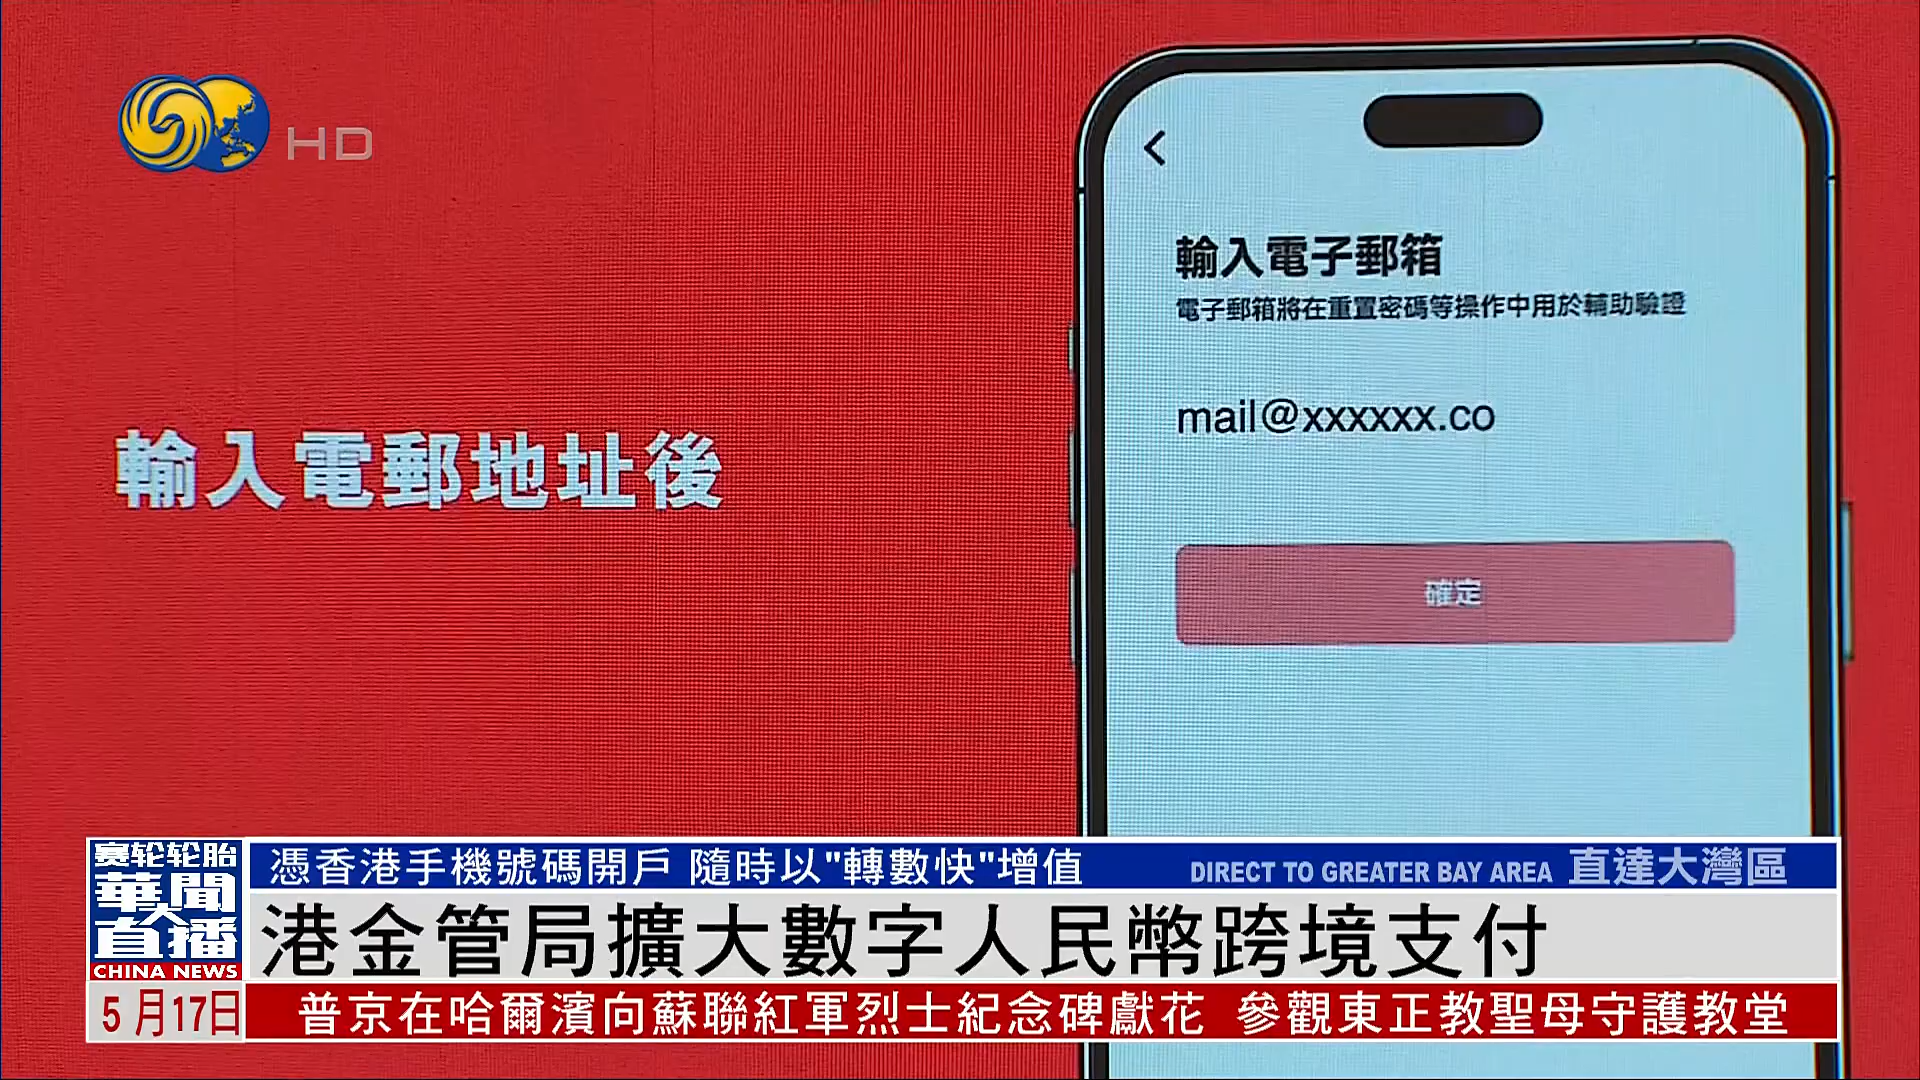 HD
輸入電子郵箱
電子郵箱將在重置密碼等操作中用於輔助驗證
mail@xxxxxx.co
輸入電郵地址後
確定
賽轮轮胎
華聞大直播
CHINA NEWS
憑香港手機號碼開戶 隨時以"轉數快"增值
DIRECT TO GREATER BAY AREA 直達大灣區
港金管局擴大數字人民幣跨境支付
5月17日
普京在哈爾濱向蘇聯紅軍烈士紀念碑獻花 參觀東正教聖母守護教堂